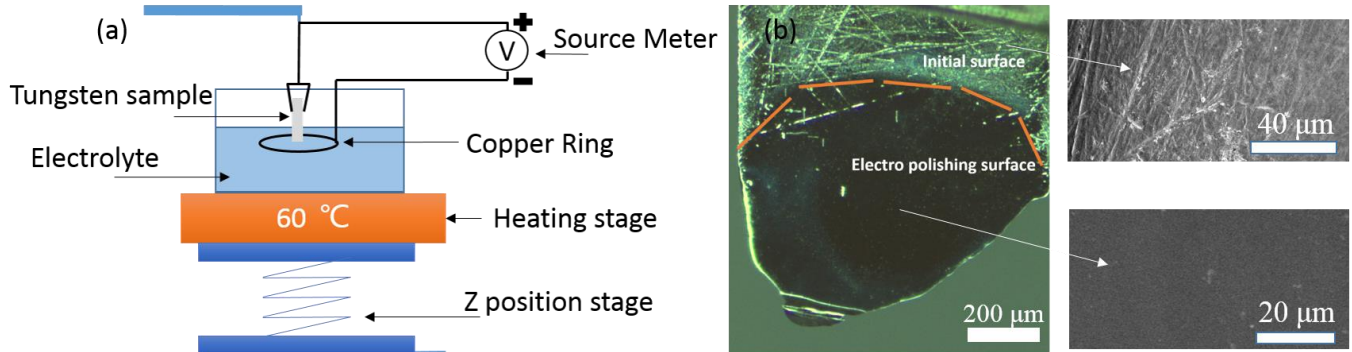 (a)
+
V
−
Source Meter
Tungsten sample
Copper Ring
Electrolyte
60 ℃
Heating stage
Z position stage
(b)
Initial surface
Electro polishing surface
200 μm
40 μm
20 μm